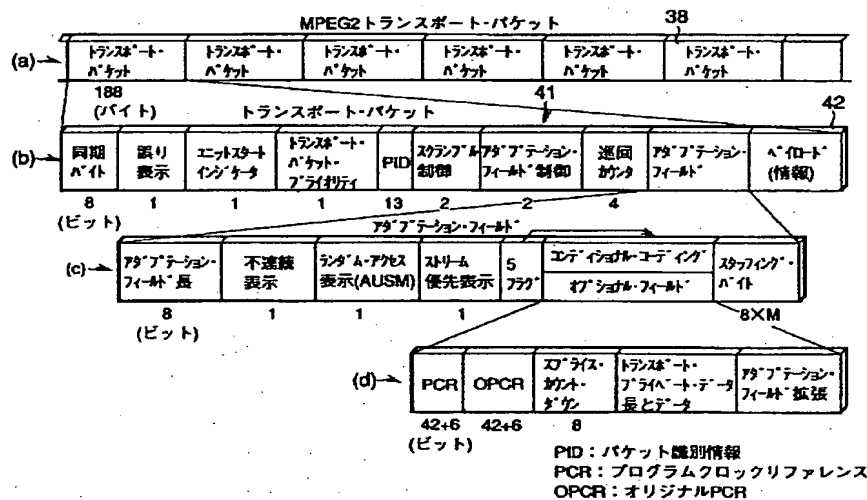 MPEG2トランスポート・パケット
38
(a)
トランスポート・パケット
トランスポート・パケット
トランスポート・パケット
トランスポート・パケット
トランスポート・パケット
トランスポート・パケット
188
(バイト)
トランスポート・パケット
41
42
(b)
同期バイト
誤り表示
ユニットスタートインジケータ
トランスポート・パケット・プライオリティ
PID
スクランブル制御
アダプテーション・フィールド制御
巡回カウンタ
アダプテーション・フィールド
ペイロード(情報)
8 1 1 1 13 2 2 4
(ビット)
アダプテーション・フィールド
(c)
アダプテーション・フィールド長
不連続表示
ランダム・アクセス表示(AUSM)
ストリーム優先表示
5フラグ
コンディショナル・コーディング
オプショナル・フィールド
スタッフィング・バイト
8 1 1 1 8×M
(ビット)
(d)
PCR
OPCR
スプライス・カウント・ダウン
トランスポート・プライベート・データ長とデータ
アダプテーション・フィールド拡張
42+6 42+6 8
(ビット)
PID：パケット識別情報
PCR：プログラムクロックリファレンス
OPCR：オリジナルPCR